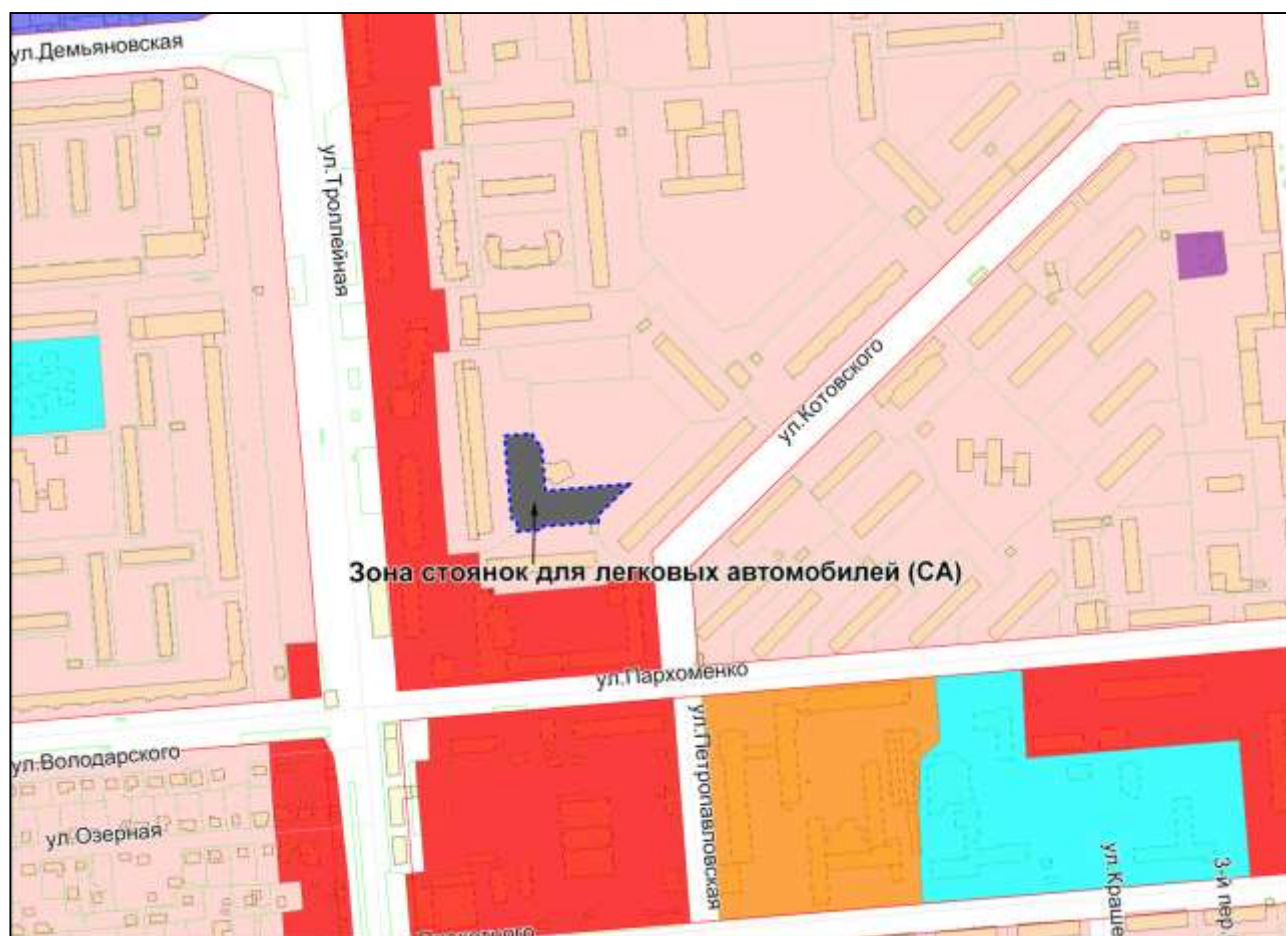 ул.Демьяновская
ул.Троллейная
ул.Котовского
Зона стоянок для легковых автомобилей (СА)
ул.Пархоменко
ул.Петропавловская
ул.Володарского
ул.Озерная
ул.Краше
3-й пер.